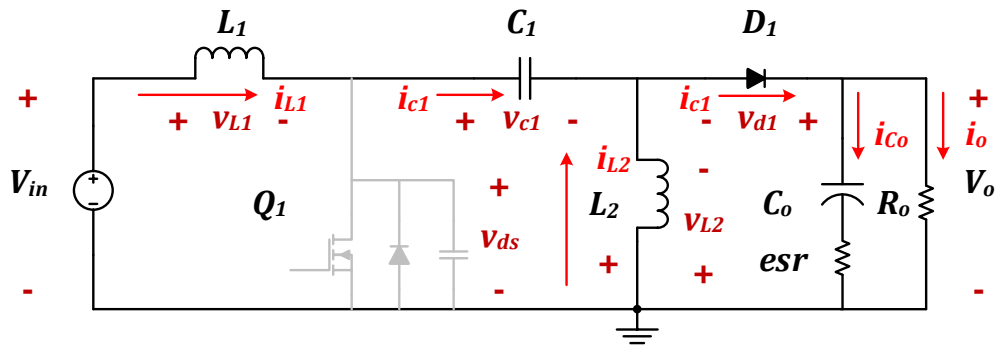 L1 C1 D1
+ iL1 ic1 ic1 iCo io +
+ vL1 - + vc1 - - vd1 +
Vin Q1 + vds - iL2 L2 + - vL2 + Co Ro Vo
esr
- -